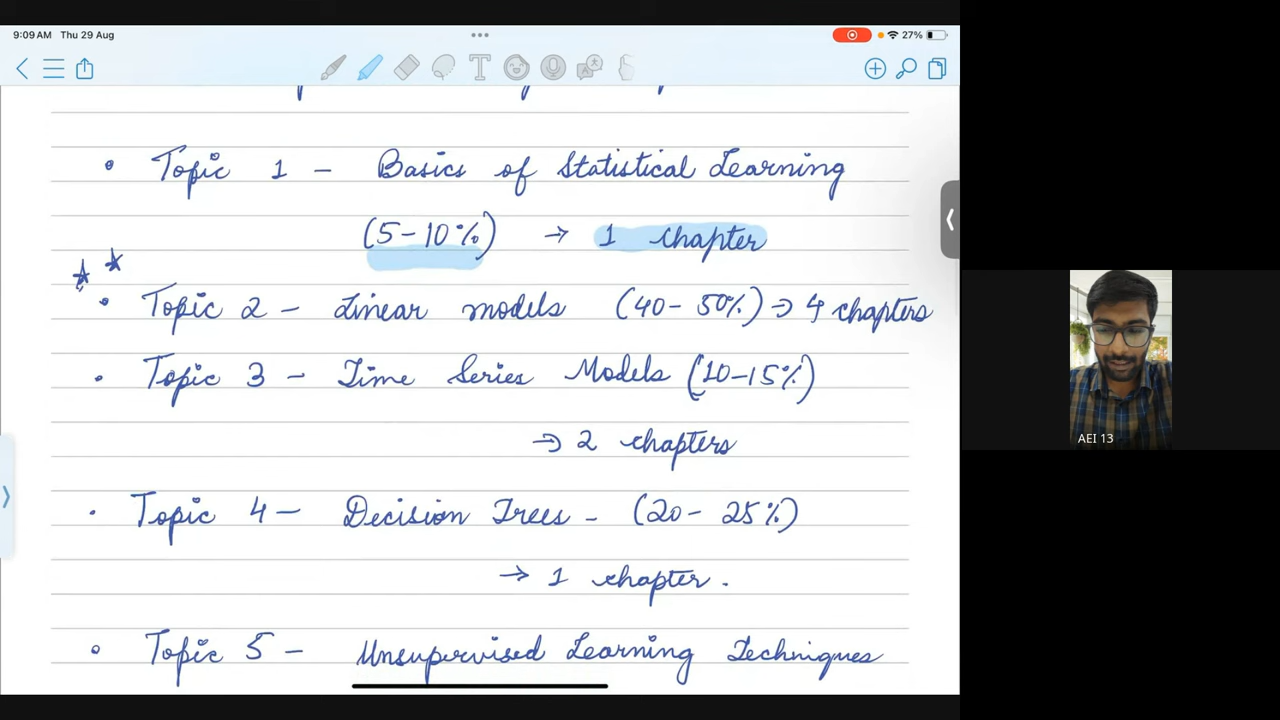 9:09 AM Thu 29 Aug
27%
• Topic 1 - Basics of Statistical Learning
(5-10%) → 1 chapter
• Topic 2 - Linear models (40-50%) → 4 chapters
• Topic 3 - Time Series Models (10-15%)
→ 2 chapters
• Topic 4 - Decision Trees - (20-25%)
→ 1 chapter.
• Topic 5 - Unsupervised Learning Techniques
AEI 13